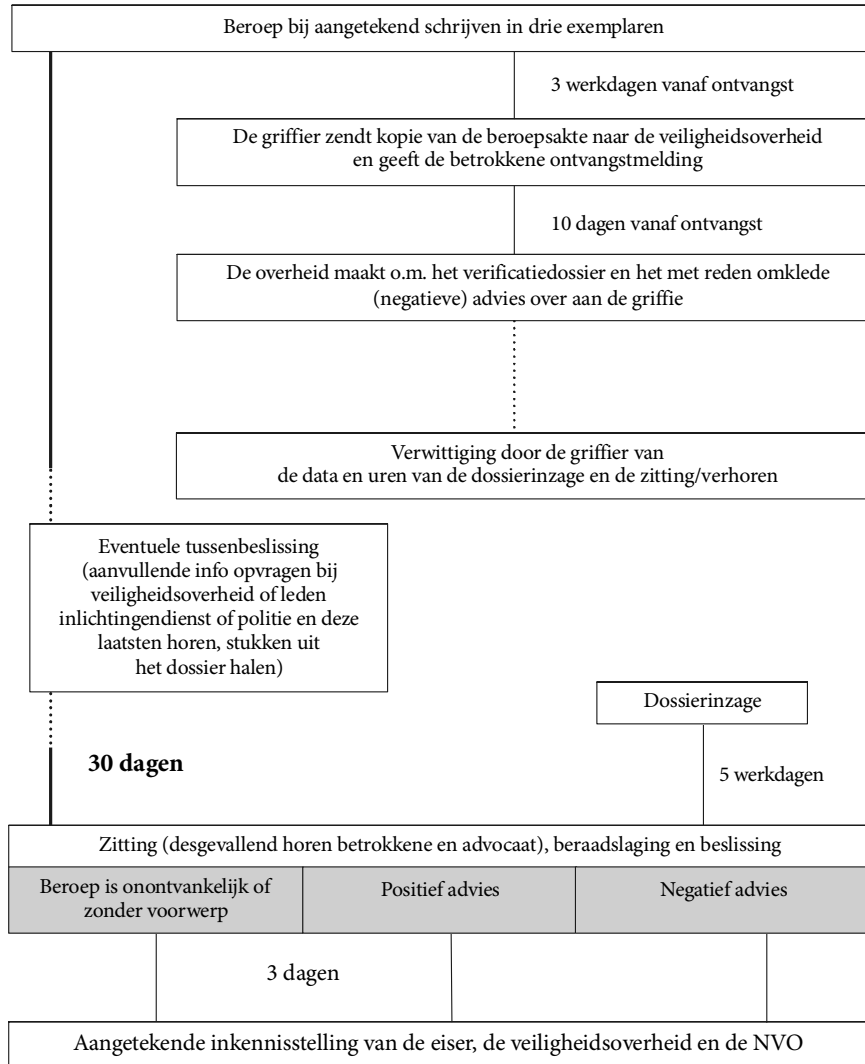 Beroep bij aangetekend schrijven in drie exemplaren
3 werkdagen vanaf ontvangst
De griffier zendt kopie van de beroepsakte naar de veiligheidsoverheid
en geeft de betrokkene ontvangstmelding
10 dagen vanaf ontvangst
De overheid maakt o.m. het verificatiedossier en het met reden omklede
(negatieve) advies over aan de griffie
Verwittiging door de griffier van
de data en uren van de dossierinzage en de zitting/verhoren
Eventuele tussenbeslissing
(aanvullende info opvragen bij
veiligheidsoverheid of leden
inlichtingendienst of politie en deze
laatsten horen, stukken uit
het dossier halen)
Dossierinzage
30 dagen
5 werkdagen
Zitting (desgevallend horen betrokkene en advocaat), beraadslaging en beslissing
Beroep is onontvankelijk of
zonder voorwerp
Positief advies
Negatief advies
3 dagen
Aangetekende inkennisstelling van de eiser, de veiligheidsoverheid en de NVO